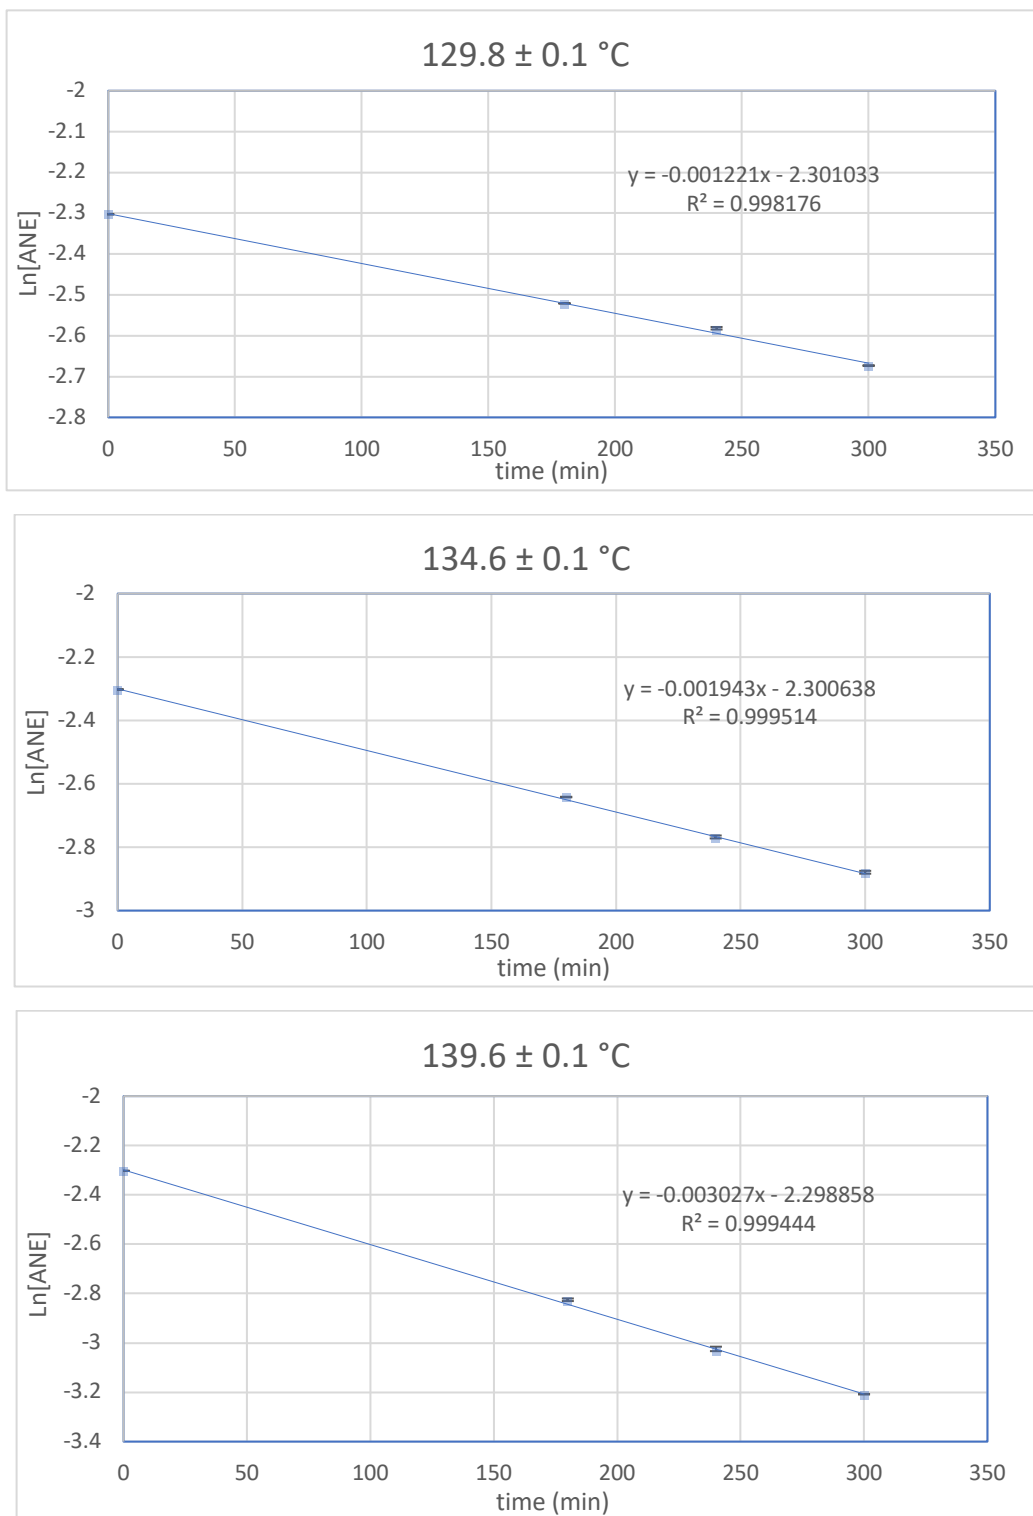 129.8 ± 0.1 °C
-2
-2.1
-2.2
-2.3
-2.4
-2.5
-2.6
-2.7
-2.8
Ln[ANE]
y = -0.001221x - 2.301033
R² = 0.998176
0 50 100 150 200 250 300 350
time (min)
134.6 ± 0.1 °C
-2
-2.2
-2.4
-2.6
-2.8
-3
Ln[ANE]
y = -0.001943x - 2.300638
R² = 0.999514
0 50 100 150 200 250 300 350
time (min)
139.6 ± 0.1 °C
-2
-2.2
-2.4
-2.6
-2.8
-3
-3.2
-3.4
Ln[ANE]
y = -0.003027x - 2.298858
R² = 0.999444
0 50 100 150 200 250 300 350
time (min)